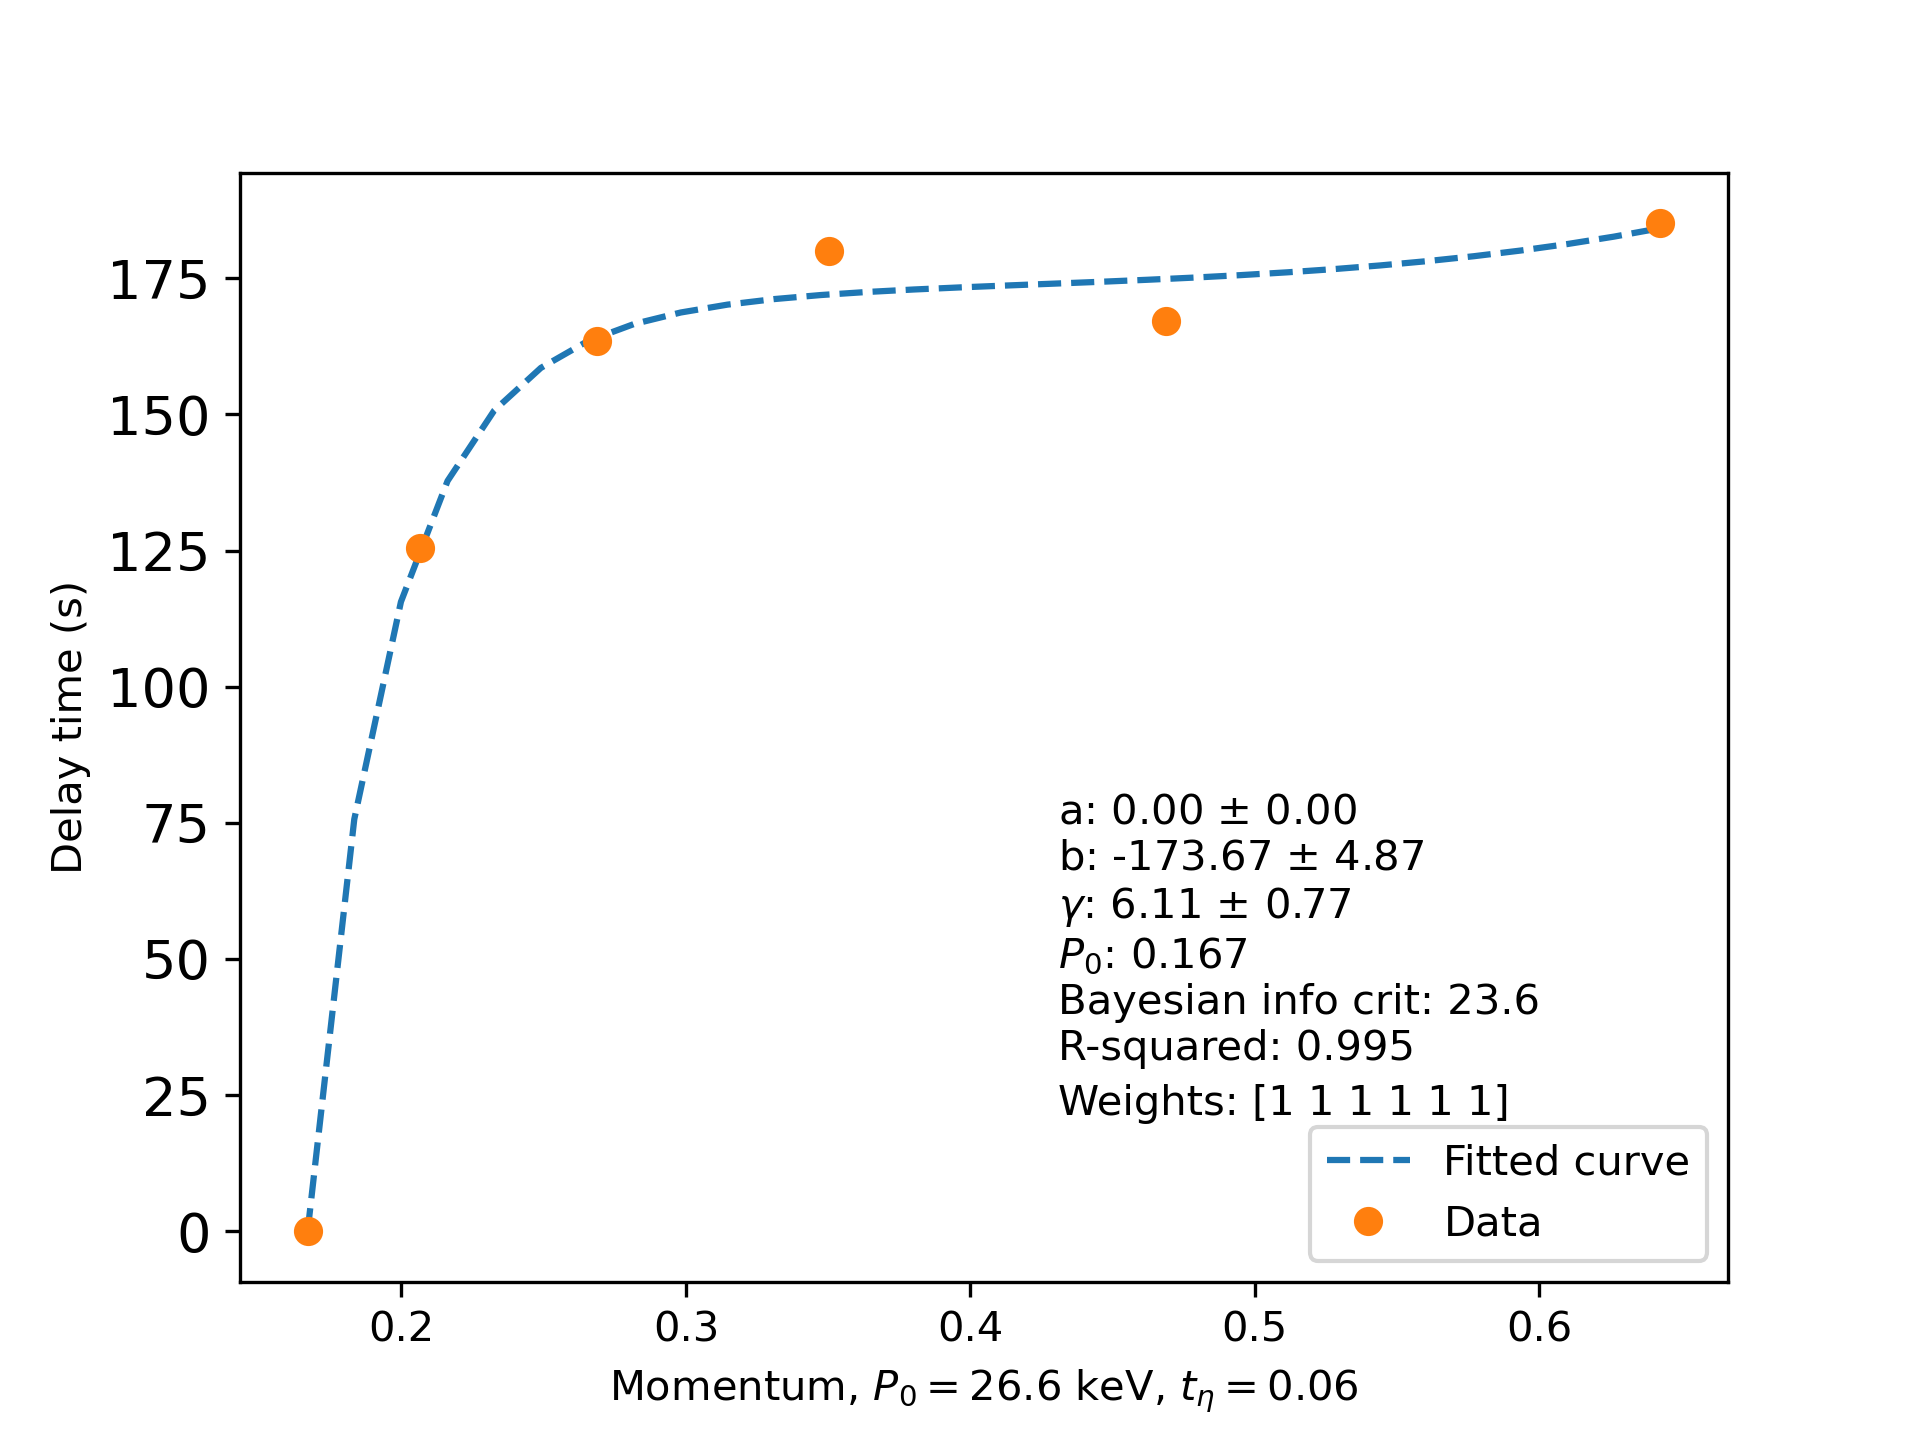 175
150
125
100
75
50
25
0
Delay time (s)
a: 0.00 ± 0.00
b: -173.67 ± 4.87
γ: 6.11 ± 0.77
P₀: 0.167
Bayesian info crit: 23.6
R-squared: 0.995
Weights: [1 1 1 1 1 1]
Fitted curve
Data
0.2 0.3 0.4 0.5 0.6
Momentum, P₀ = 26.6 keV, tη = 0.06